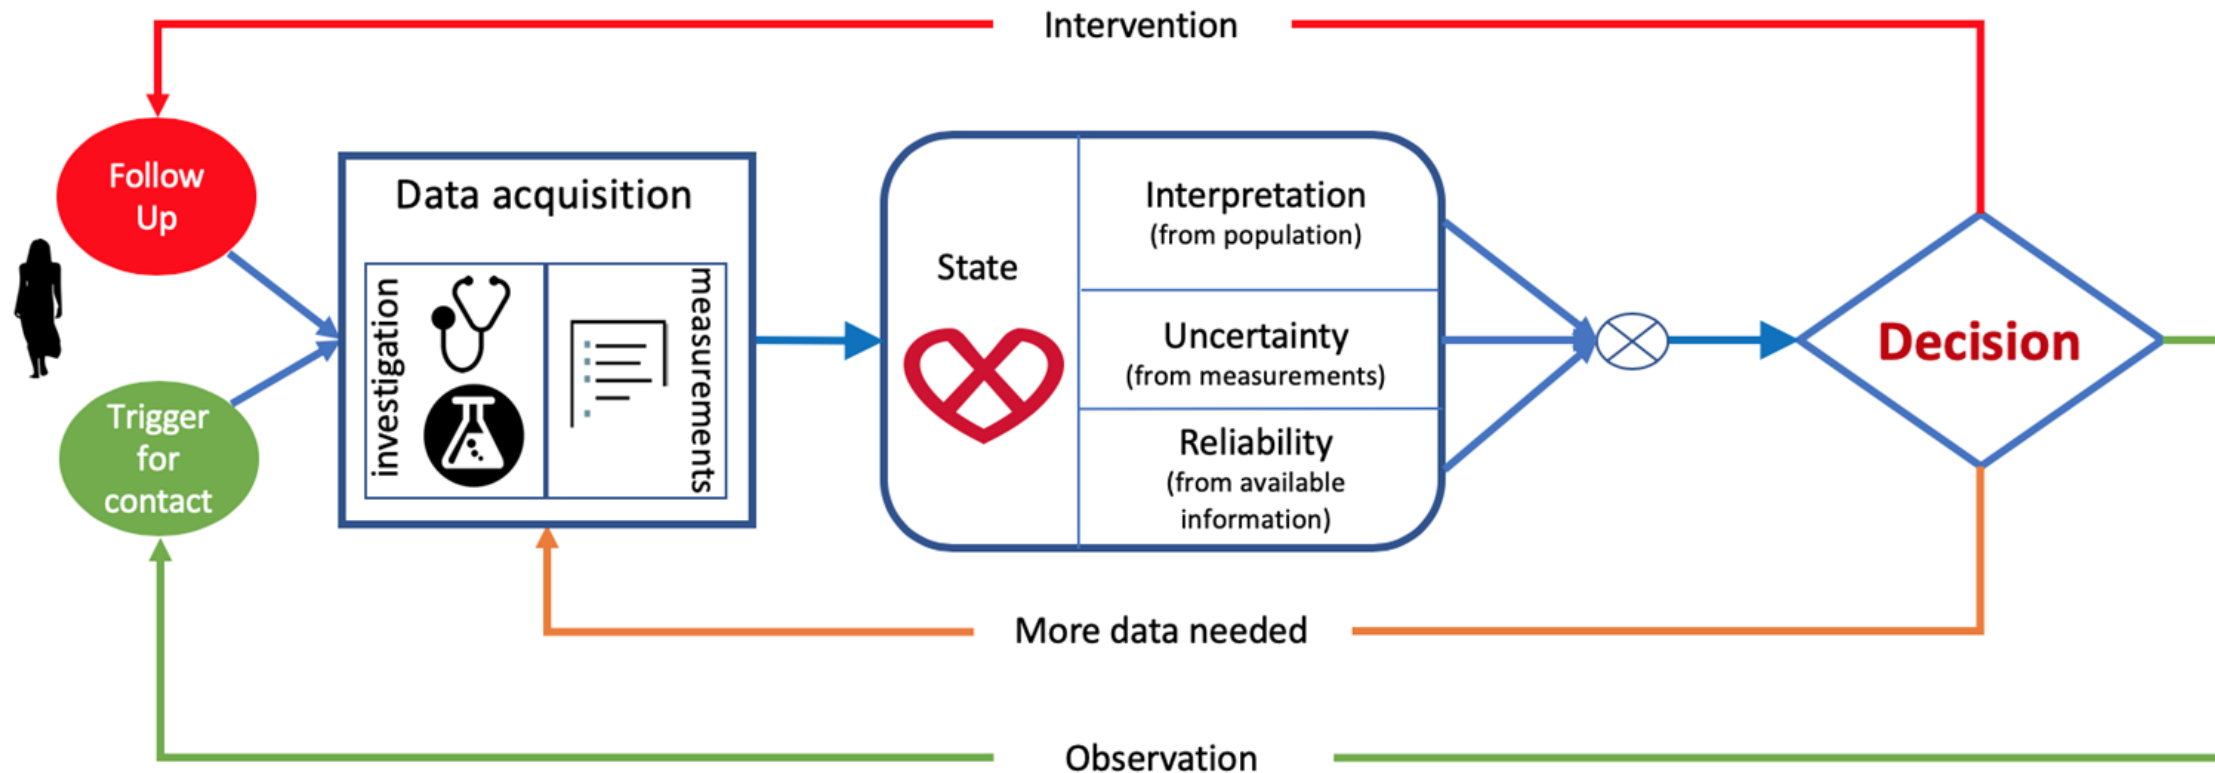 Intervention
Follow
Up
Trigger
for
contact
Data acquisition
investigation
measurements
State
Interpretation
(from population)
Uncertainty
(from measurements)
Reliability
(from available
information)
Decision
More data needed
Observation